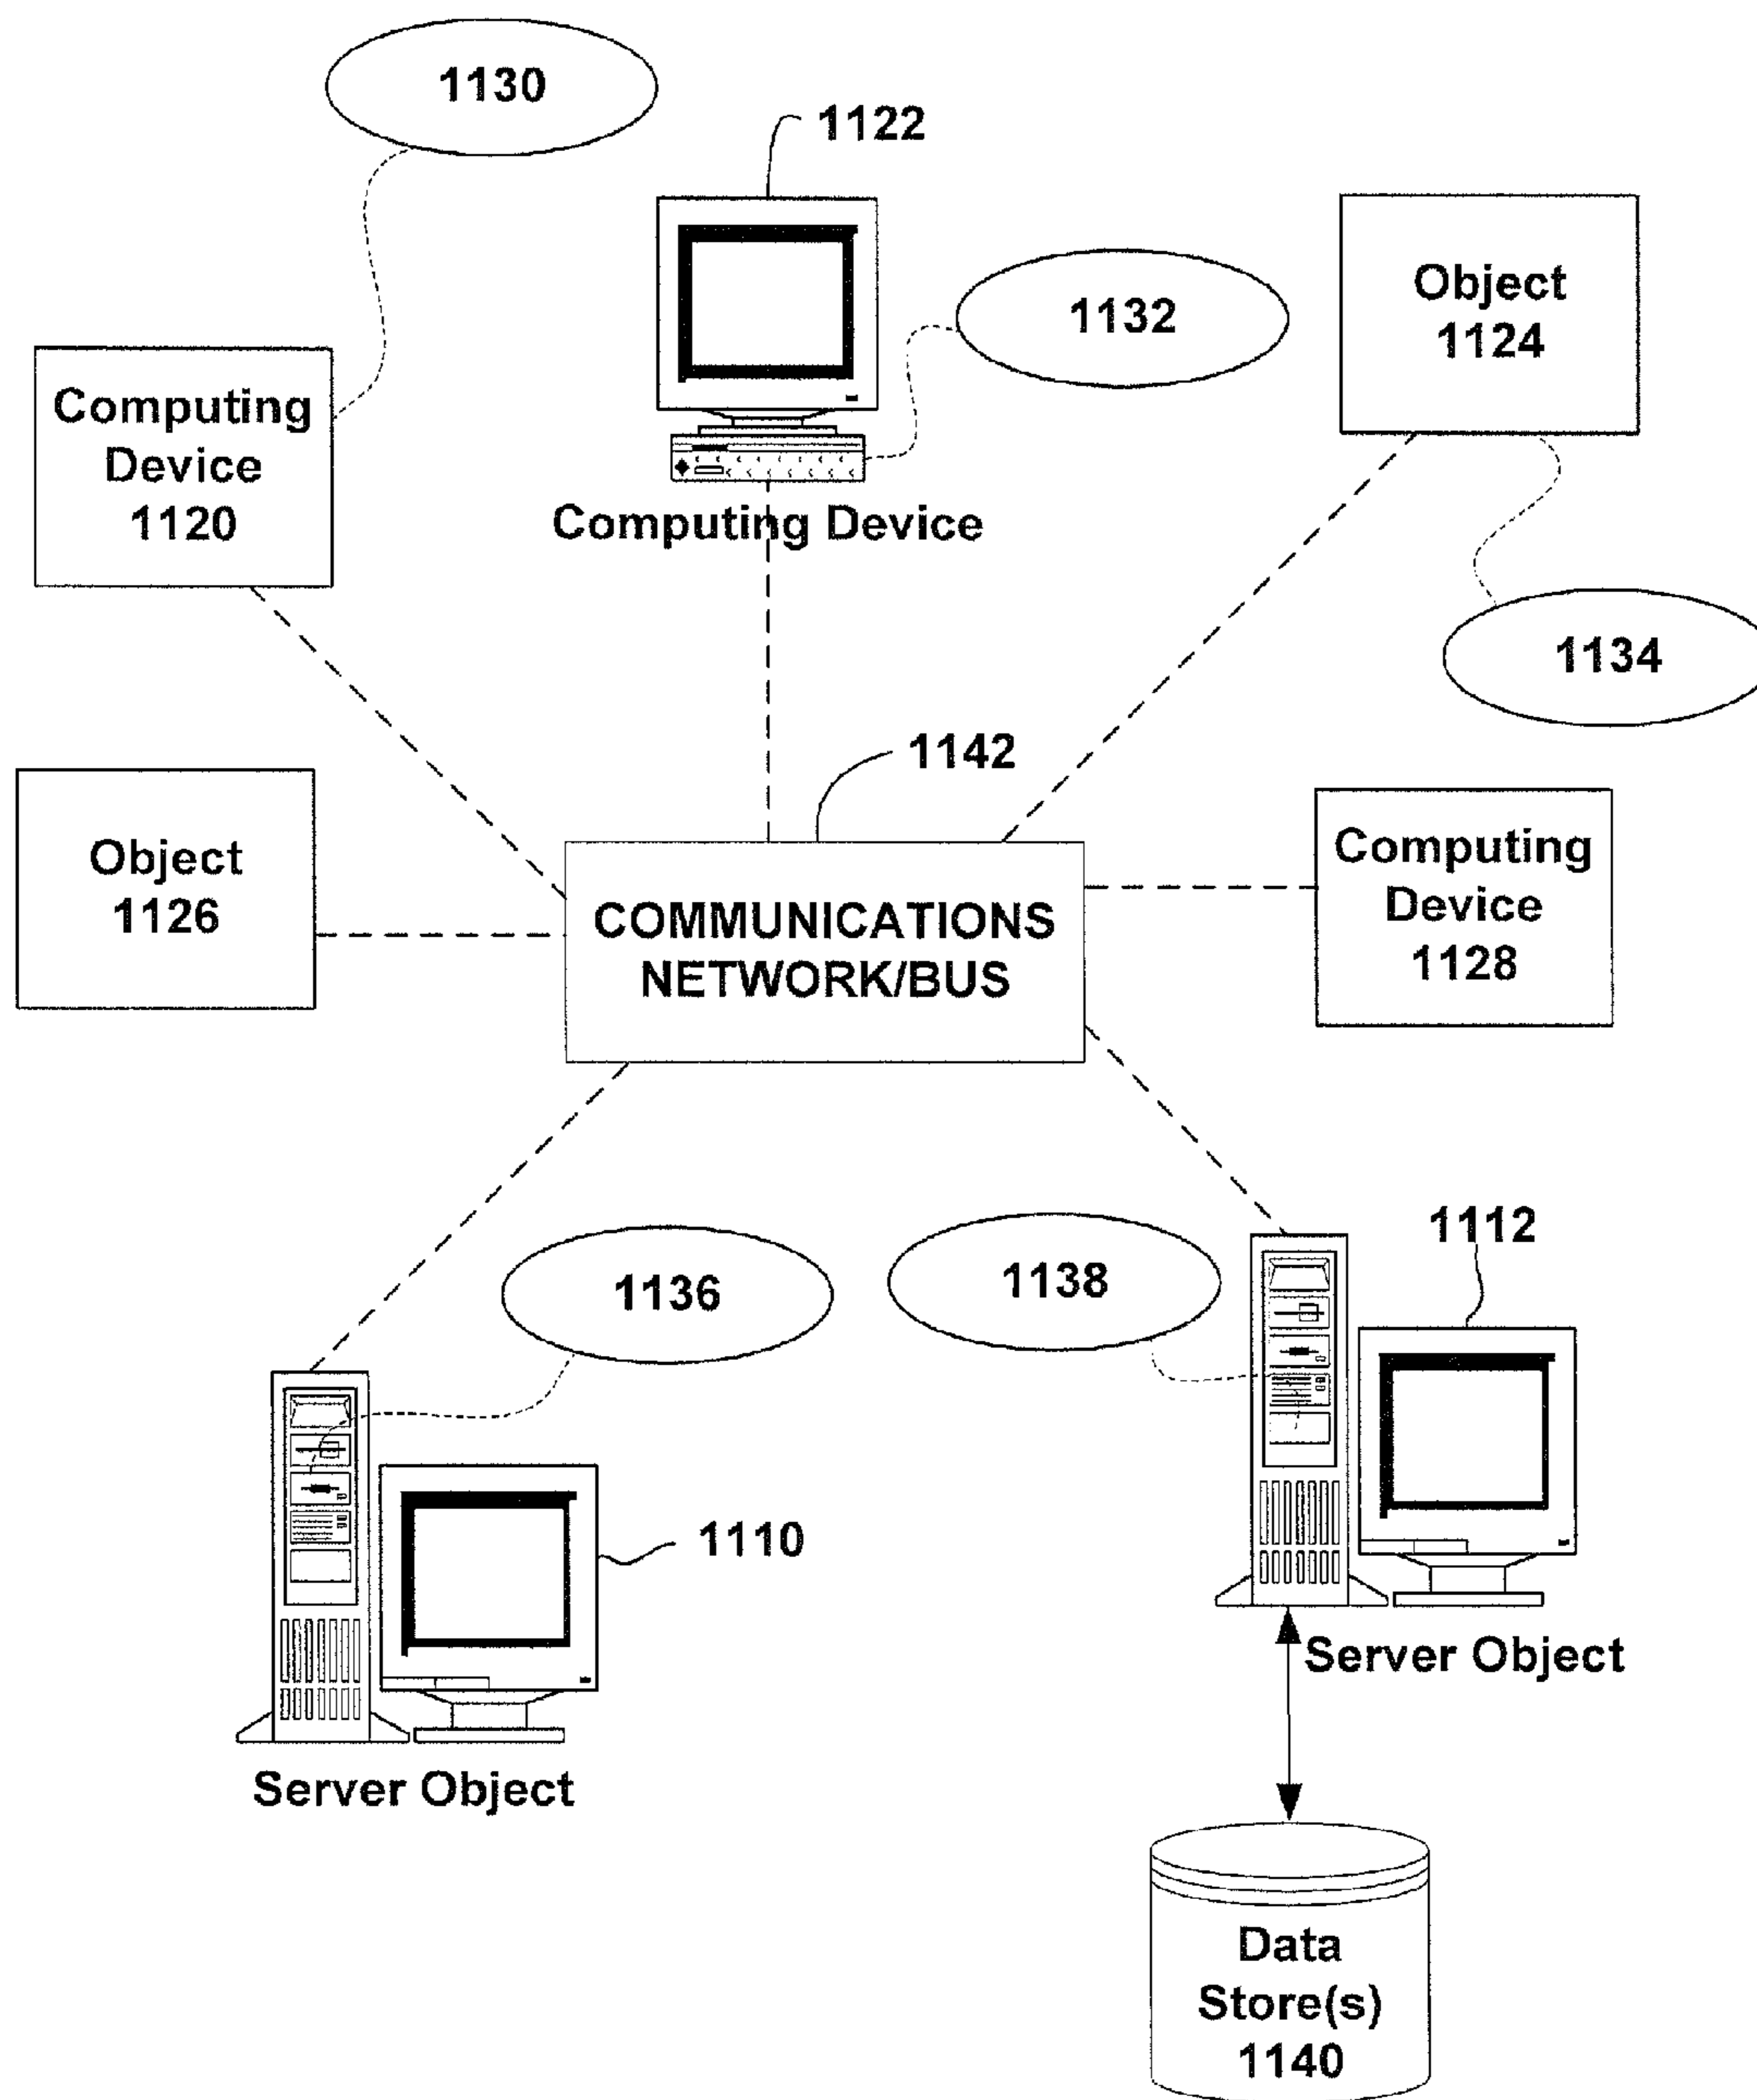 1130
1122
Object
1124
1132
Computing
Device
1120
Computing Device
1134
1142
Object
1126
COMMUNICATIONS
NETWORK/BUS
Computing
Device
1128
1136
1138
1112
1110
Server Object
Server Object
Data
Store(s)
1140